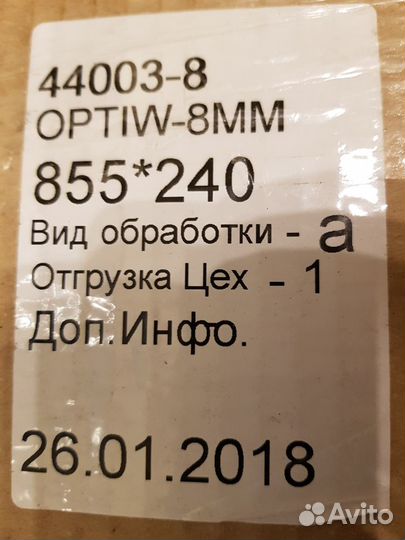 44003-8
OPTIW-8MM
855*240
Вид обработки - а
Отгрузка Цех - 1
Доп.Инфо.
26.01.2018
Avito